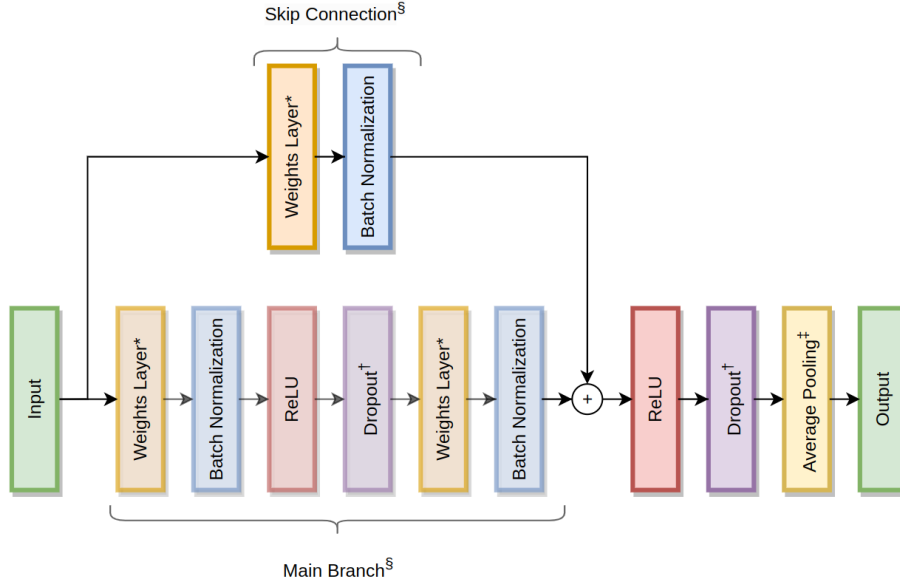 Skip Connection§
Weights Layer*
Batch Normalization
Input
Weights Layer*
Batch Normalization
ReLU
Dropout†
Weights Layer*
Batch Normalization
+
ReLU
Dropout†
Average Pooling‡
Output
Main Branch§